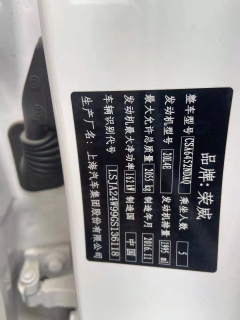 品牌:荣威
整车型号 CSA6452NDAQ 乘坐人数 5
发动机型号 20L4E 发动机排量 1995 ml
最大允许总质量 2055 kg 制造年月 2016.11
发动机最大净功率 162 kW 制造国 中国
车辆识别代号 LSJA24W99GS136118
生产厂名:上海汽车集团股份有限公司